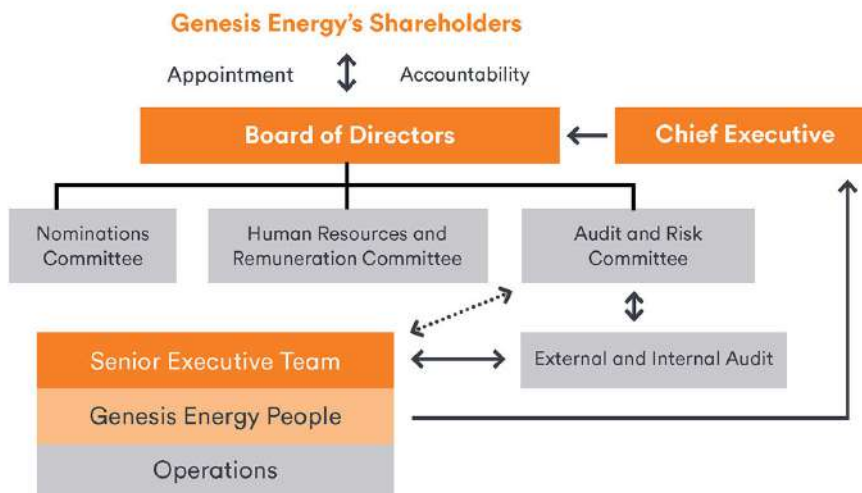 Genesis Energy's Shareholders
Appointment
Accountability
Board of Directors
Chief Executive
Nominations
Committee
Human Resources and
Remuneration Committee
Audit and Risk
Committee
Senior Executive Team
External and Internal Audit
Genesis Energy People
Operations